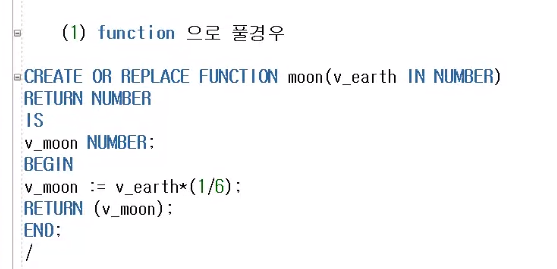 (1) function 으로 풀경우
CREATE OR REPLACE FUNCTION moon(v_earth IN NUMBER)
RETURN NUMBER
IS
v_moon NUMBER;
BEGIN
v_moon := v_earth*(1/6);
RETURN (v_moon);
END;
/